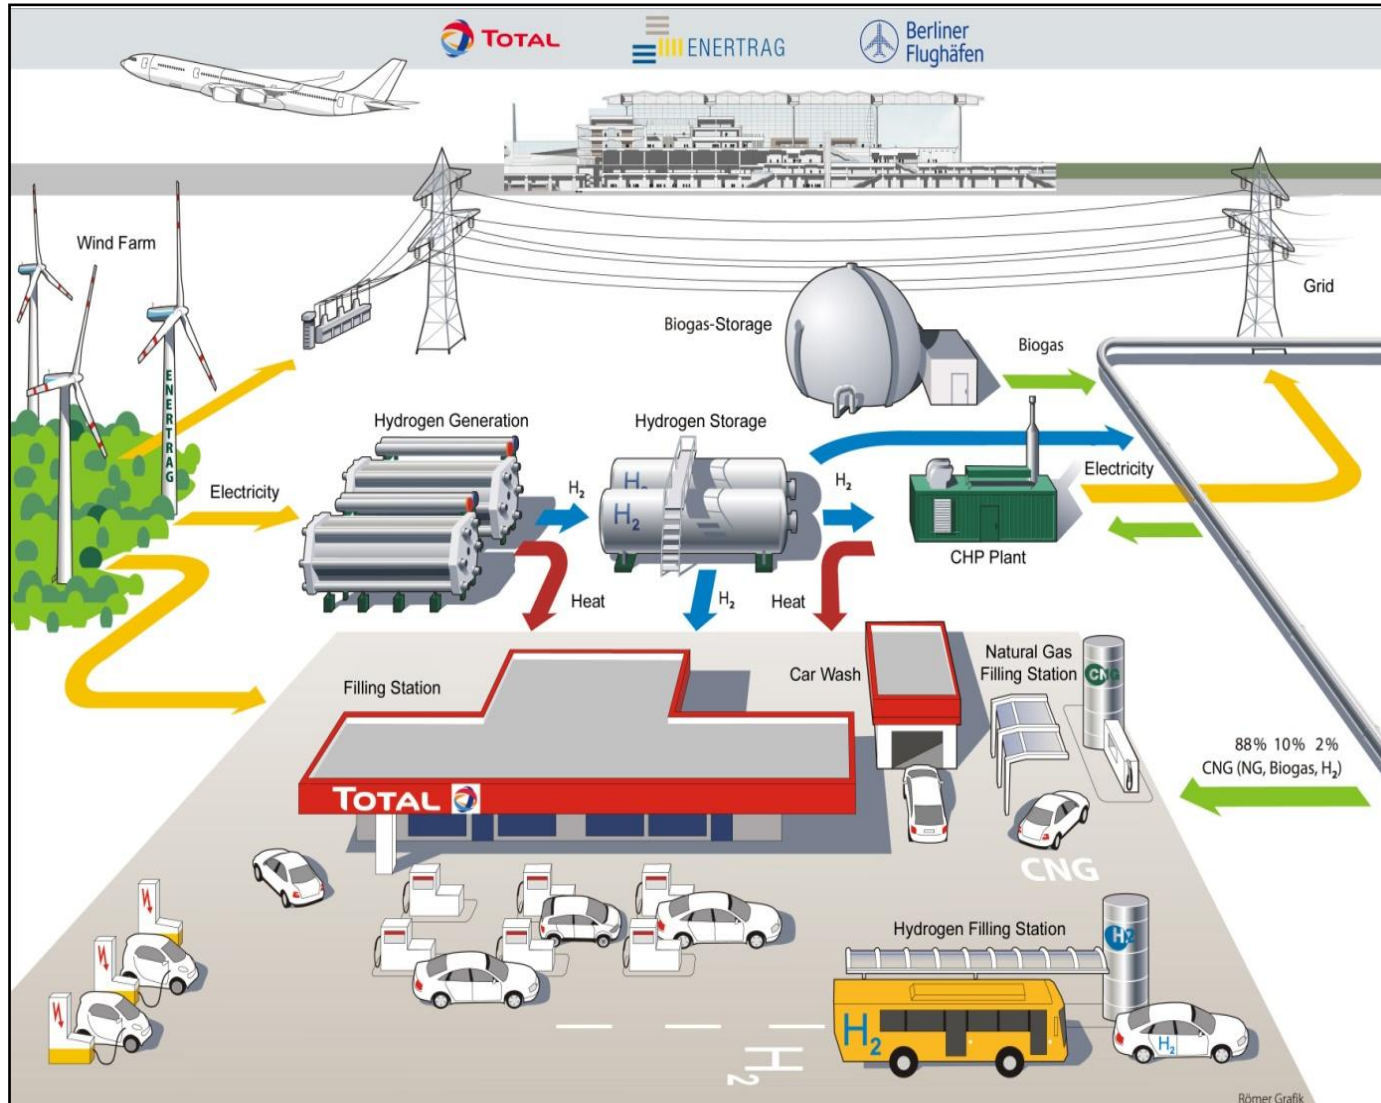 TOTAL
ENERTRAG
Berliner
Flughäfen
Wind Farm
Grid
Biogas-Storage
Biogas
ENERTRAG
Hydrogen Generation
Hydrogen Storage
Electricity
H₂
H₂
H₂
H₂
Electricity
CHP Plant
Heat
H₂
Heat
Car Wash
Natural Gas
Filling Station
CNG
Filling Station
88% 10% 2%
CNG (NG, Biogas, H₂)
TOTAL
CNG
Hydrogen Filling Station
H2
H₂
H₂
H₂
Römer Grafik